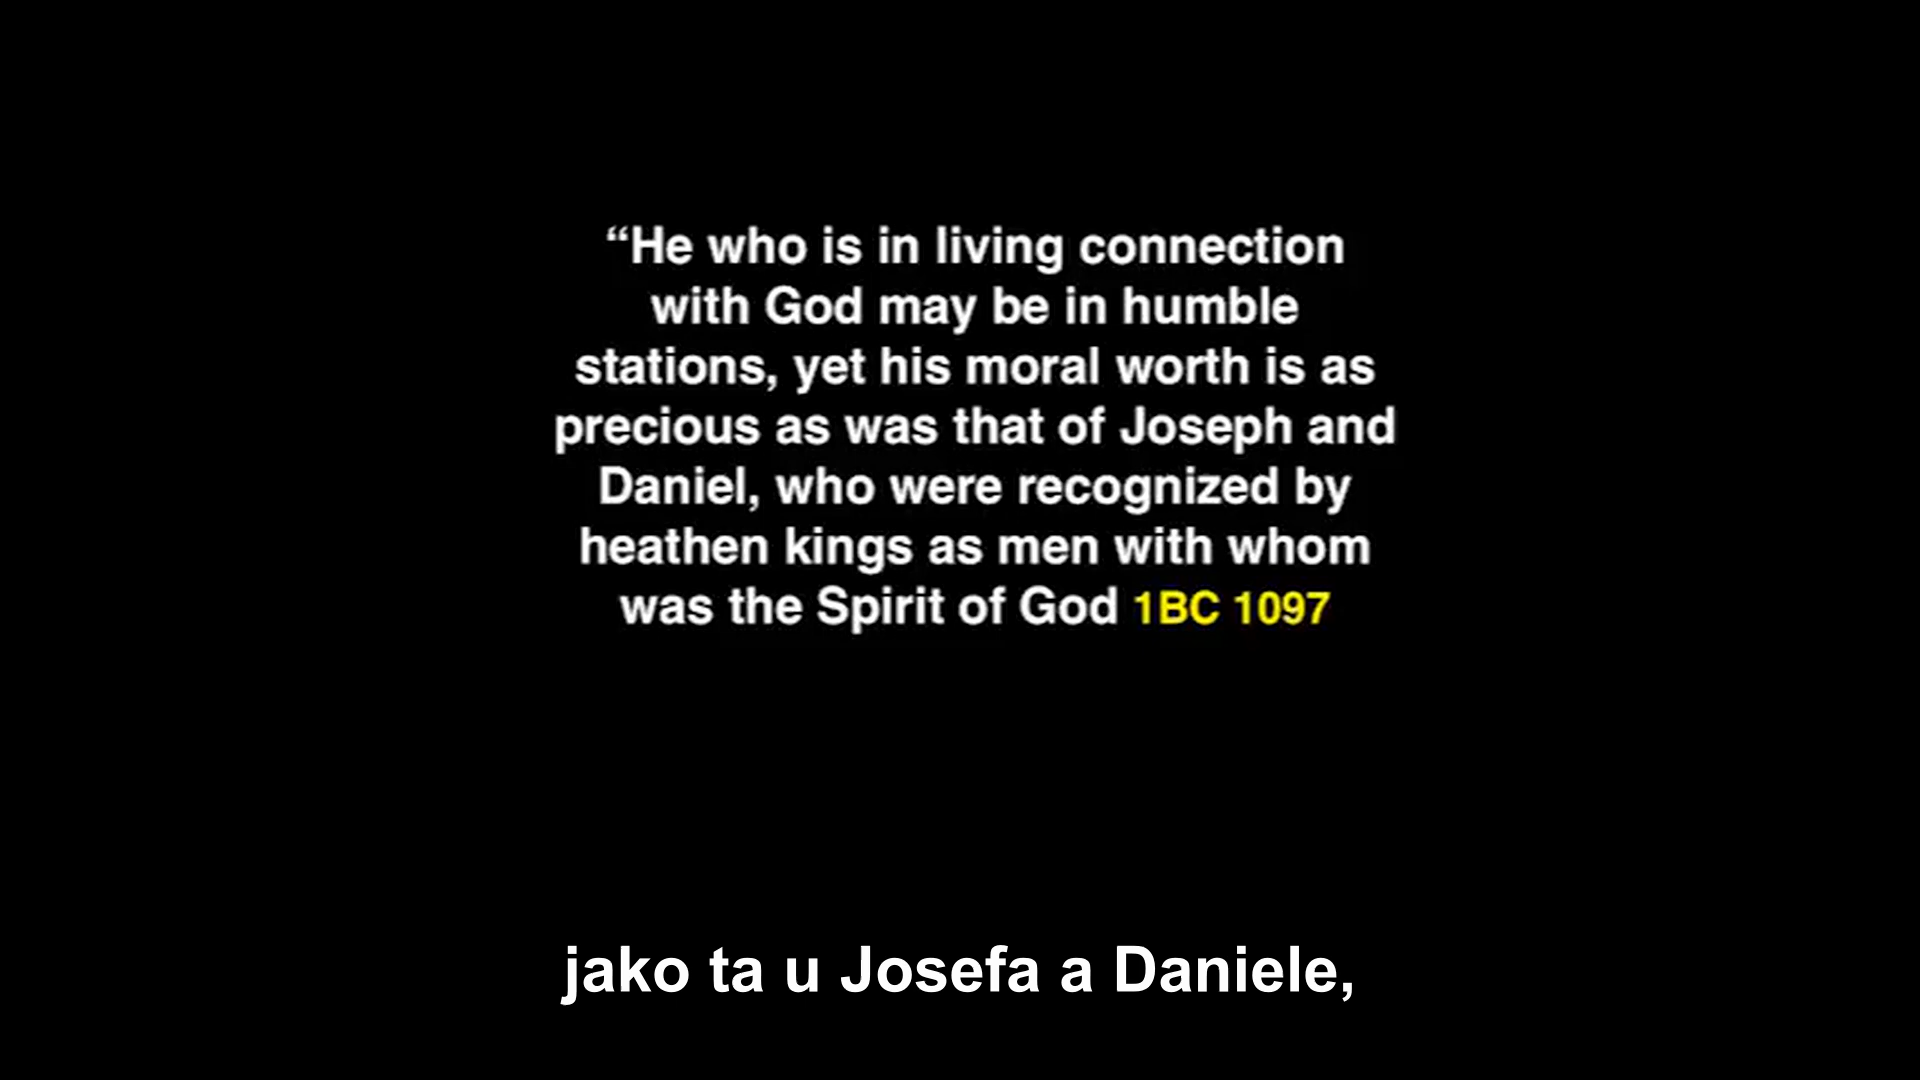 “He who is in living connection
with God may be in humble
stations, yet his moral worth is as
precious as was that of Joseph and
Daniel, who were recognized by
heathen kings as men with whom
was the Spirit of God 1BC 1097
jako ta u Josefa a Daniele,